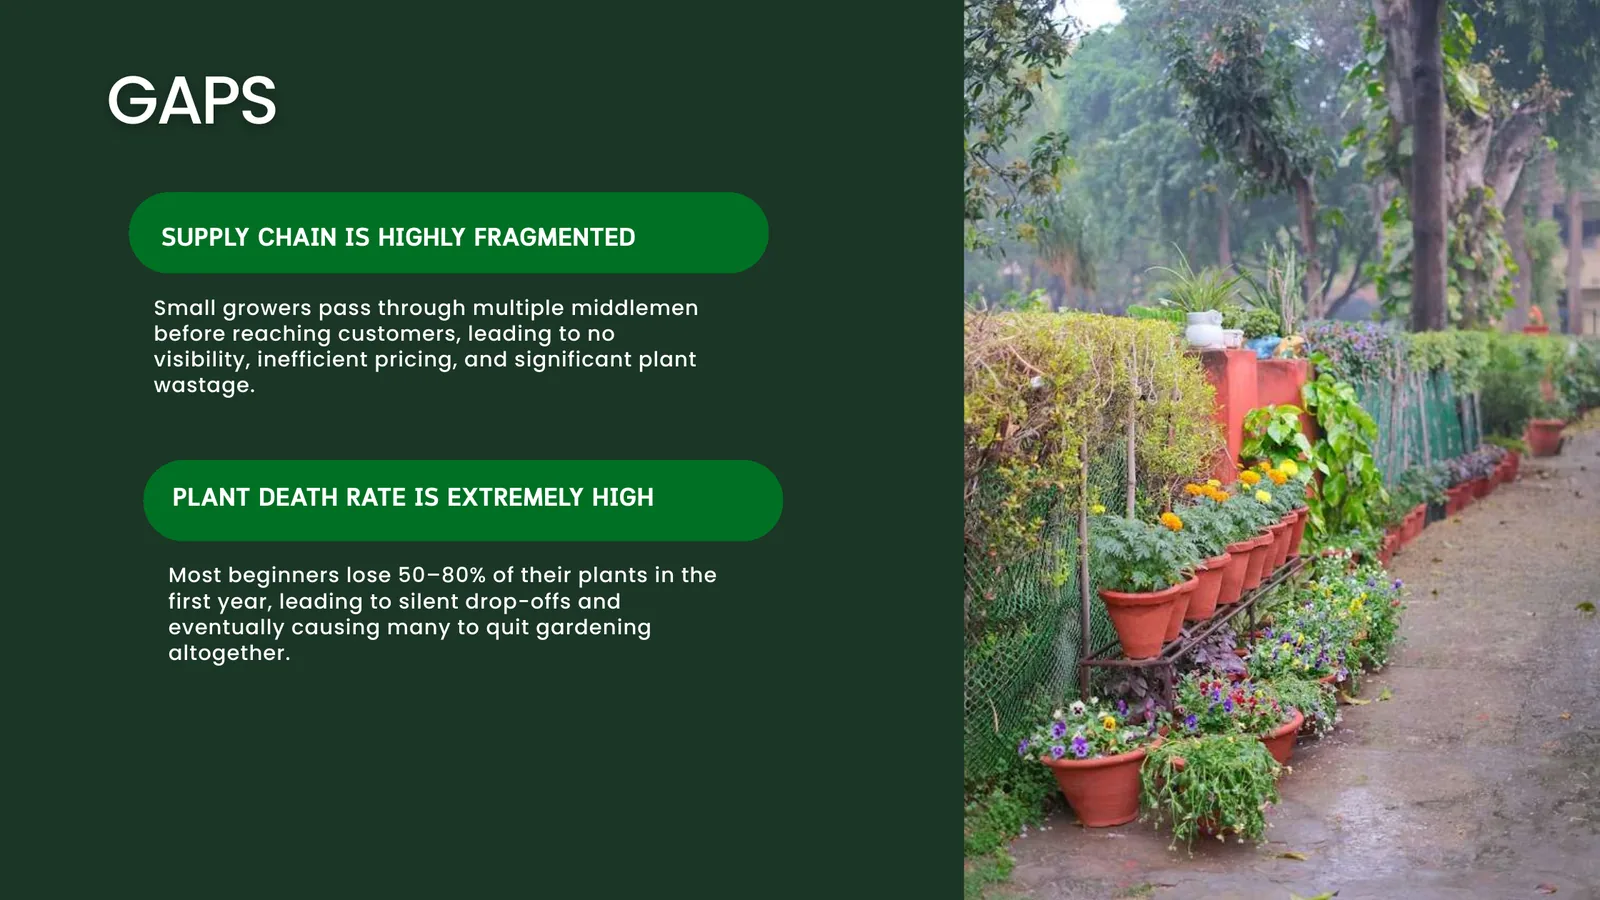 GAPS
SUPPLY CHAIN IS HIGHLY FRAGMENTED
Small growers pass through multiple middlemen
before reaching customers, leading to no
visibility, inefficient pricing, and significant plant
wastage.
PLANT DEATH RATE IS EXTREMELY HIGH
Most beginners lose 50–80% of their plants in the
first year, leading to silent drop-offs and
eventually causing many to quit gardening
altogether.